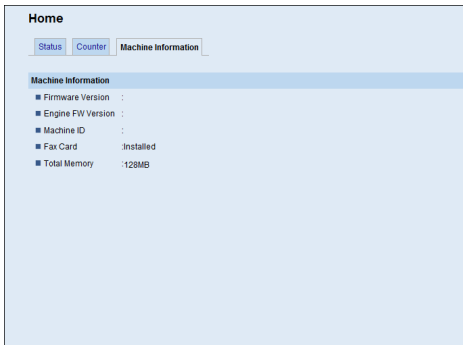 Home
Status Counter Machine Information
Machine Information
Firmware Version :
Engine FW Version :
Machine ID :
Fax Card :Installed
Total Memory :128MB